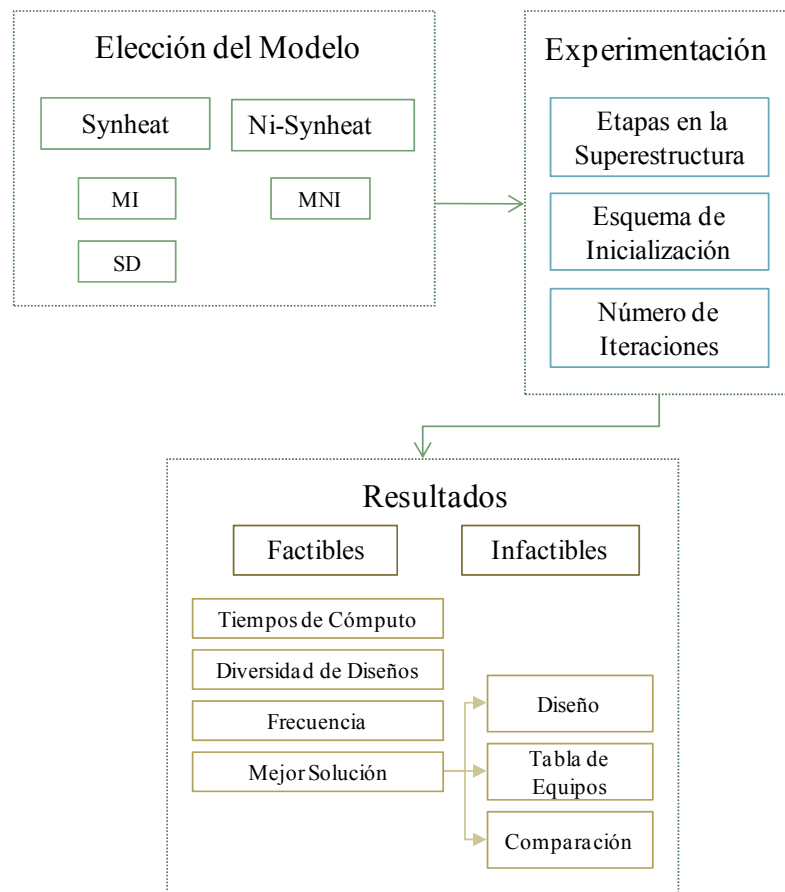 Elección del Modelo
Synheat
Ni-Synheat
MI
MNI
SD
Experimentación
Etapas en la
Superestructura
Esquema de
Inicialización
Número de
Iteraciones
Resultados
Factibles
Infactibles
Tiempos de Cómputo
Diversidad de Diseños
Frecuencia
Mejor Solución
Diseño
Tabla de
Equipos
Comparación